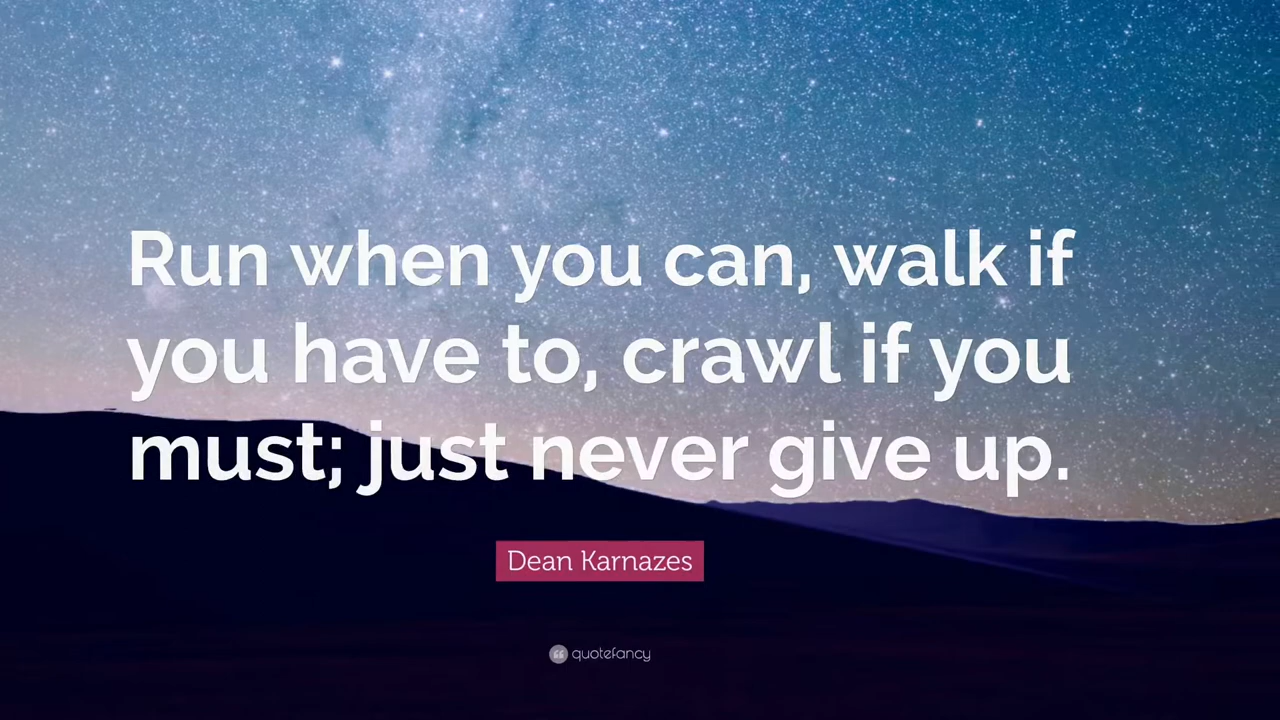 Run when you can, walk if
you have to, crawl if you
must; just never give up.
Dean Karnazes
quotefancy